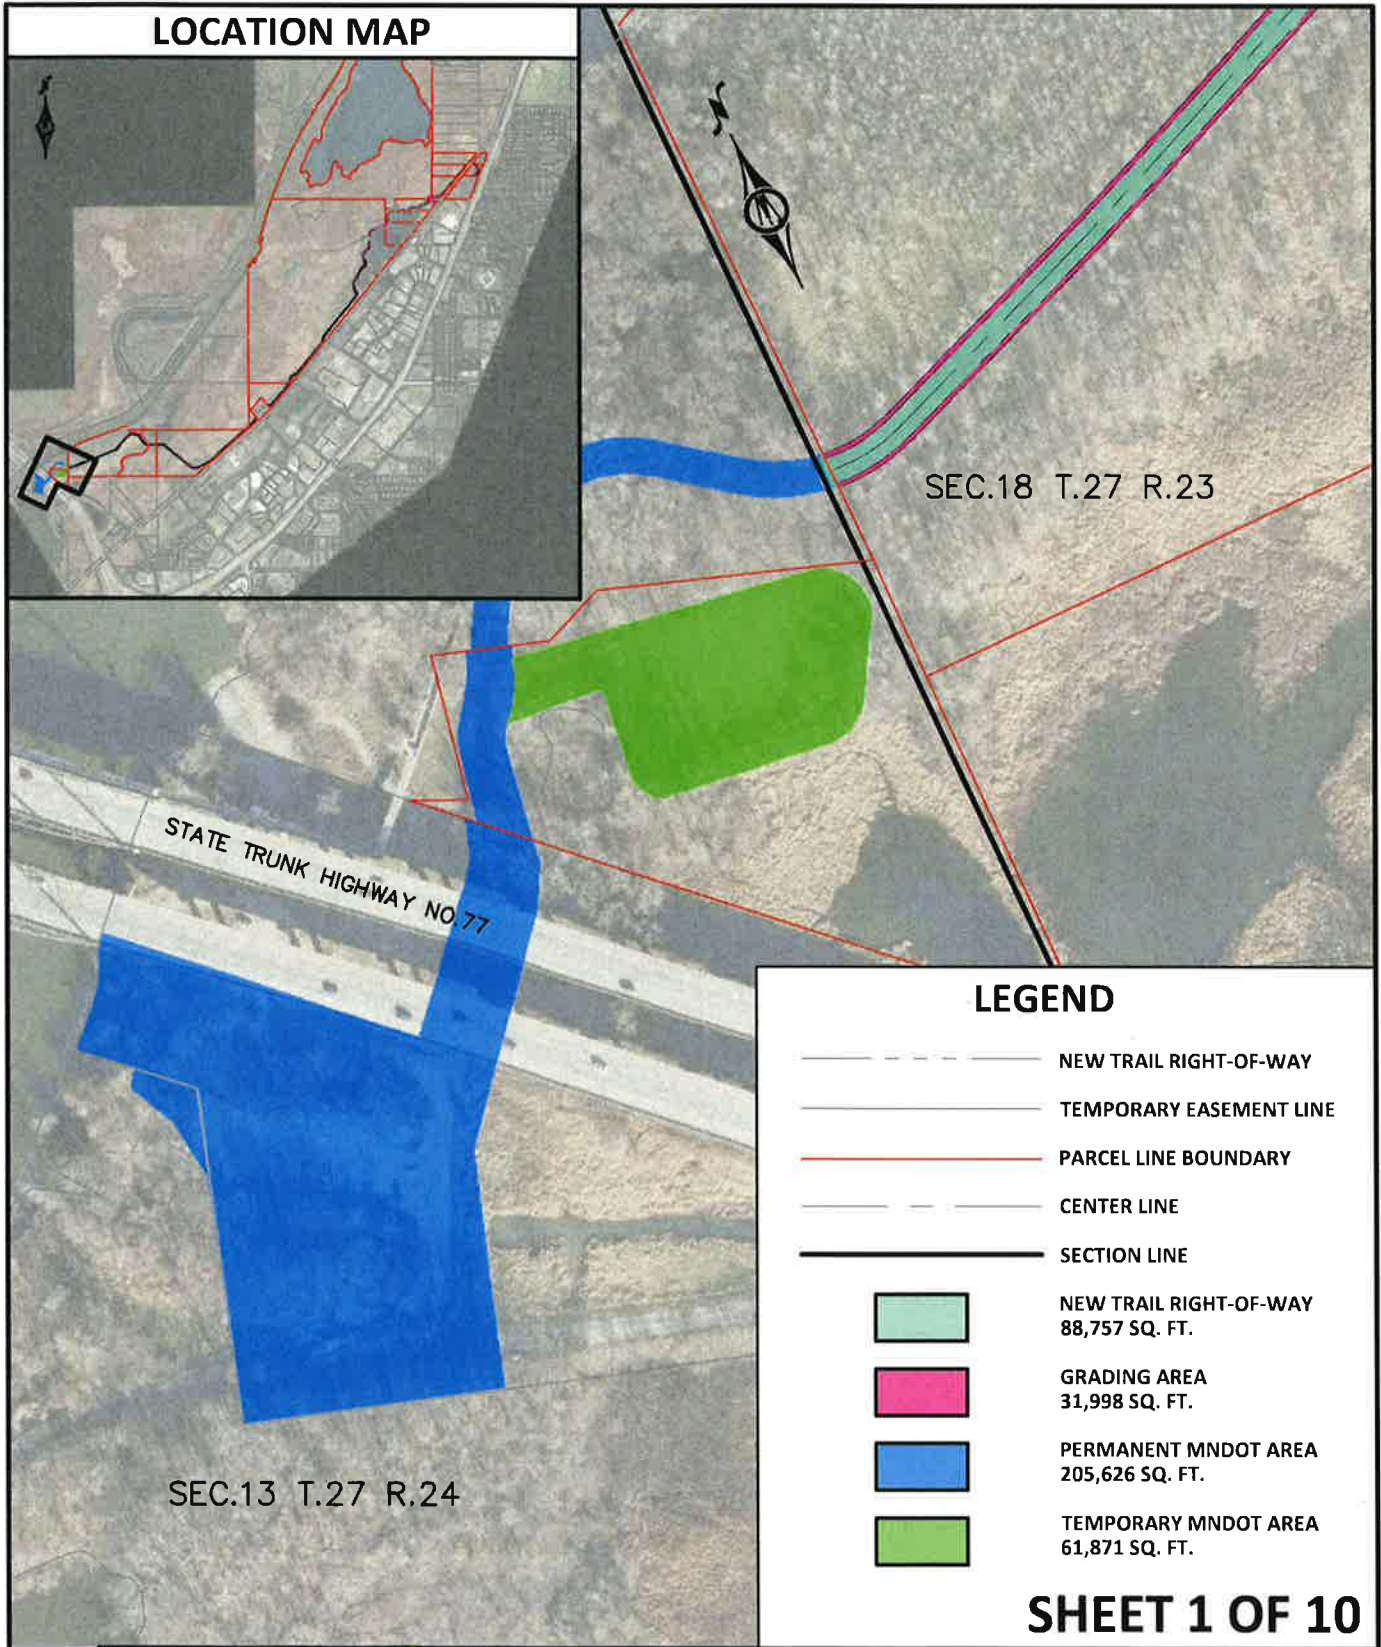 LOCATION MAP
N
N
SEC.18 T.27 R.23
STATE TRUNK HIGHWAY NO.77
SEC.13 T.27 R.24
LEGEND
NEW TRAIL RIGHT-OF-WAY
TEMPORARY EASEMENT LINE
PARCEL LINE BOUNDARY
CENTER LINE
SECTION LINE
NEW TRAIL RIGHT-OF-WAY
88,757 SQ. FT.
GRADING AREA
31,998 SQ. FT.
PERMANENT MNDOT AREA
205,626 SQ. FT.
TEMPORARY MNDOT AREA
61,871 SQ. FT.
SHEET 1 OF 10